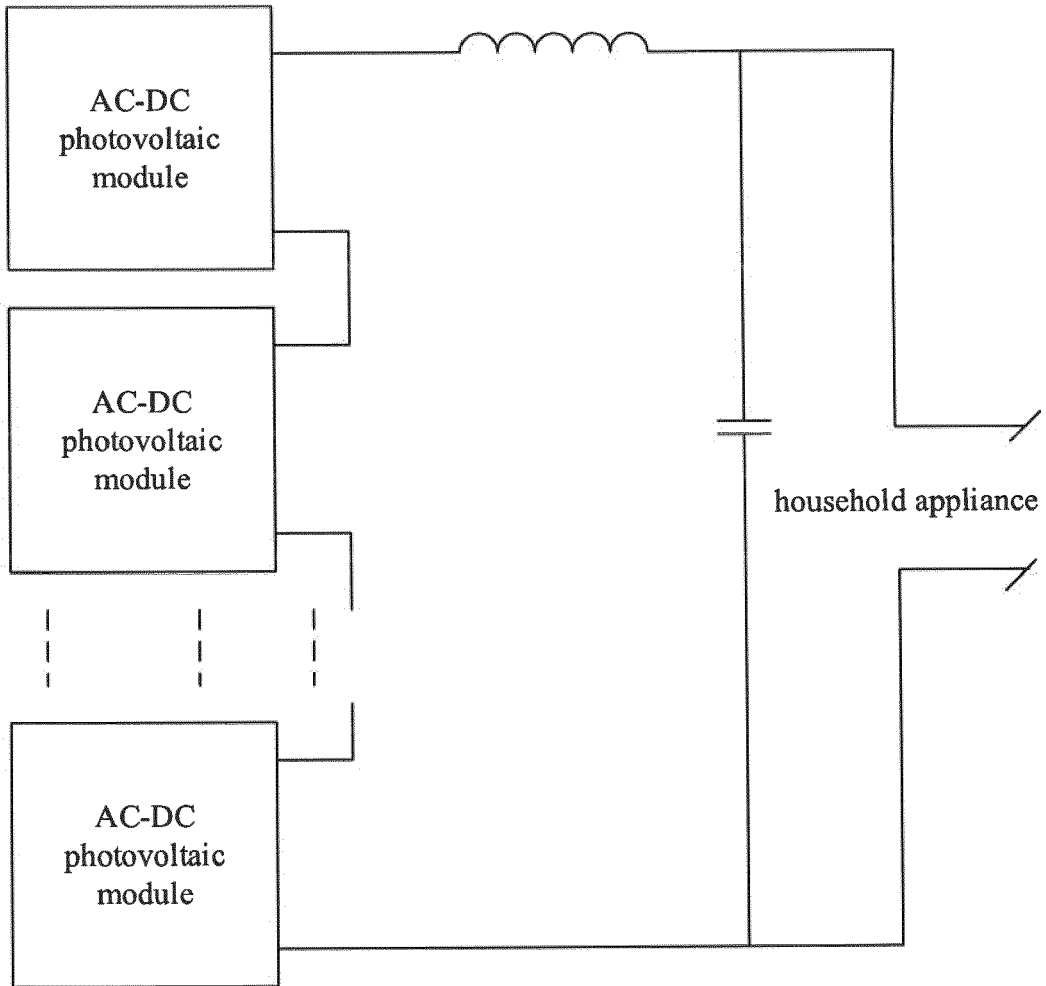 AC-DC
photovoltaic
module
AC-DC
photovoltaic
module
household appliance
AC-DC
photovoltaic
module